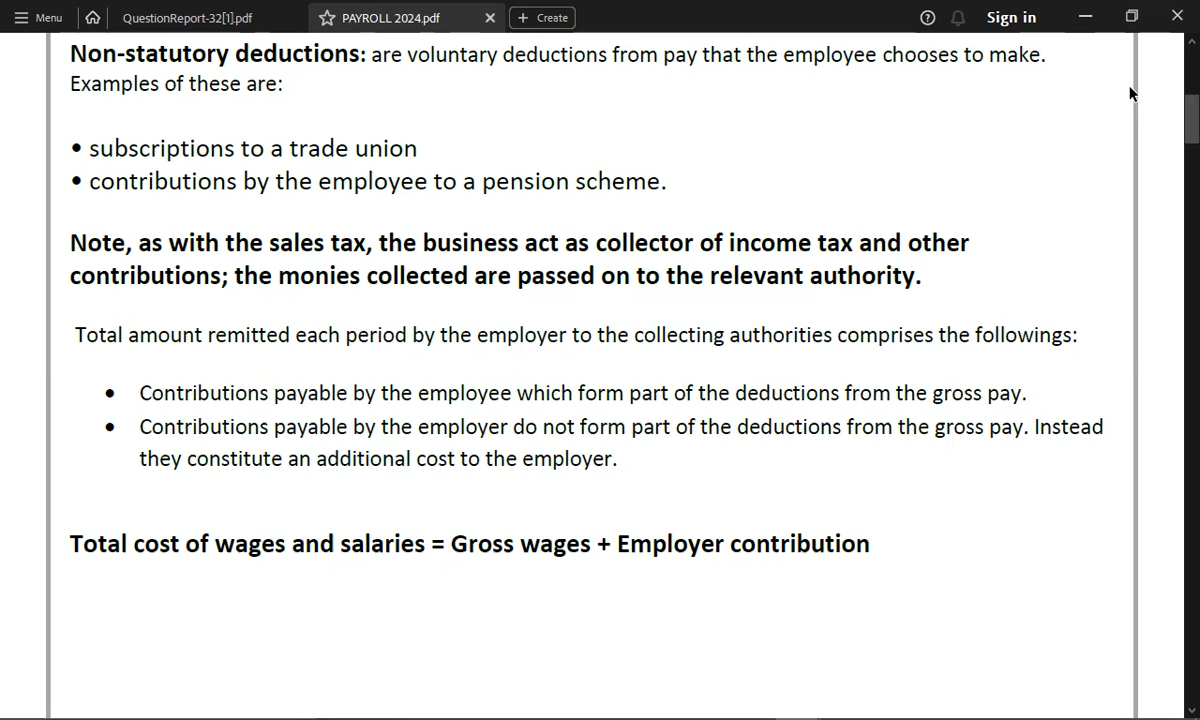 Menu
QuestionReport-32[1].pdf
PAYROLL 2024.pdf
Create
Sign in
Non-statutory deductions: are voluntary deductions from pay that the employee chooses to make.
Examples of these are:
• subscriptions to a trade union
• contributions by the employee to a pension scheme.
Note, as with the sales tax, the business act as collector of income tax and other
contributions; the monies collected are passed on to the relevant authority.
Total amount remitted each period by the employer to the collecting authorities comprises the followings:
• Contributions payable by the employee which form part of the deductions from the gross pay.
• Contributions payable by the employer do not form part of the deductions from the gross pay. Instead
they constitute an additional cost to the employer.
Total cost of wages and salaries = Gross wages + Employer contribution